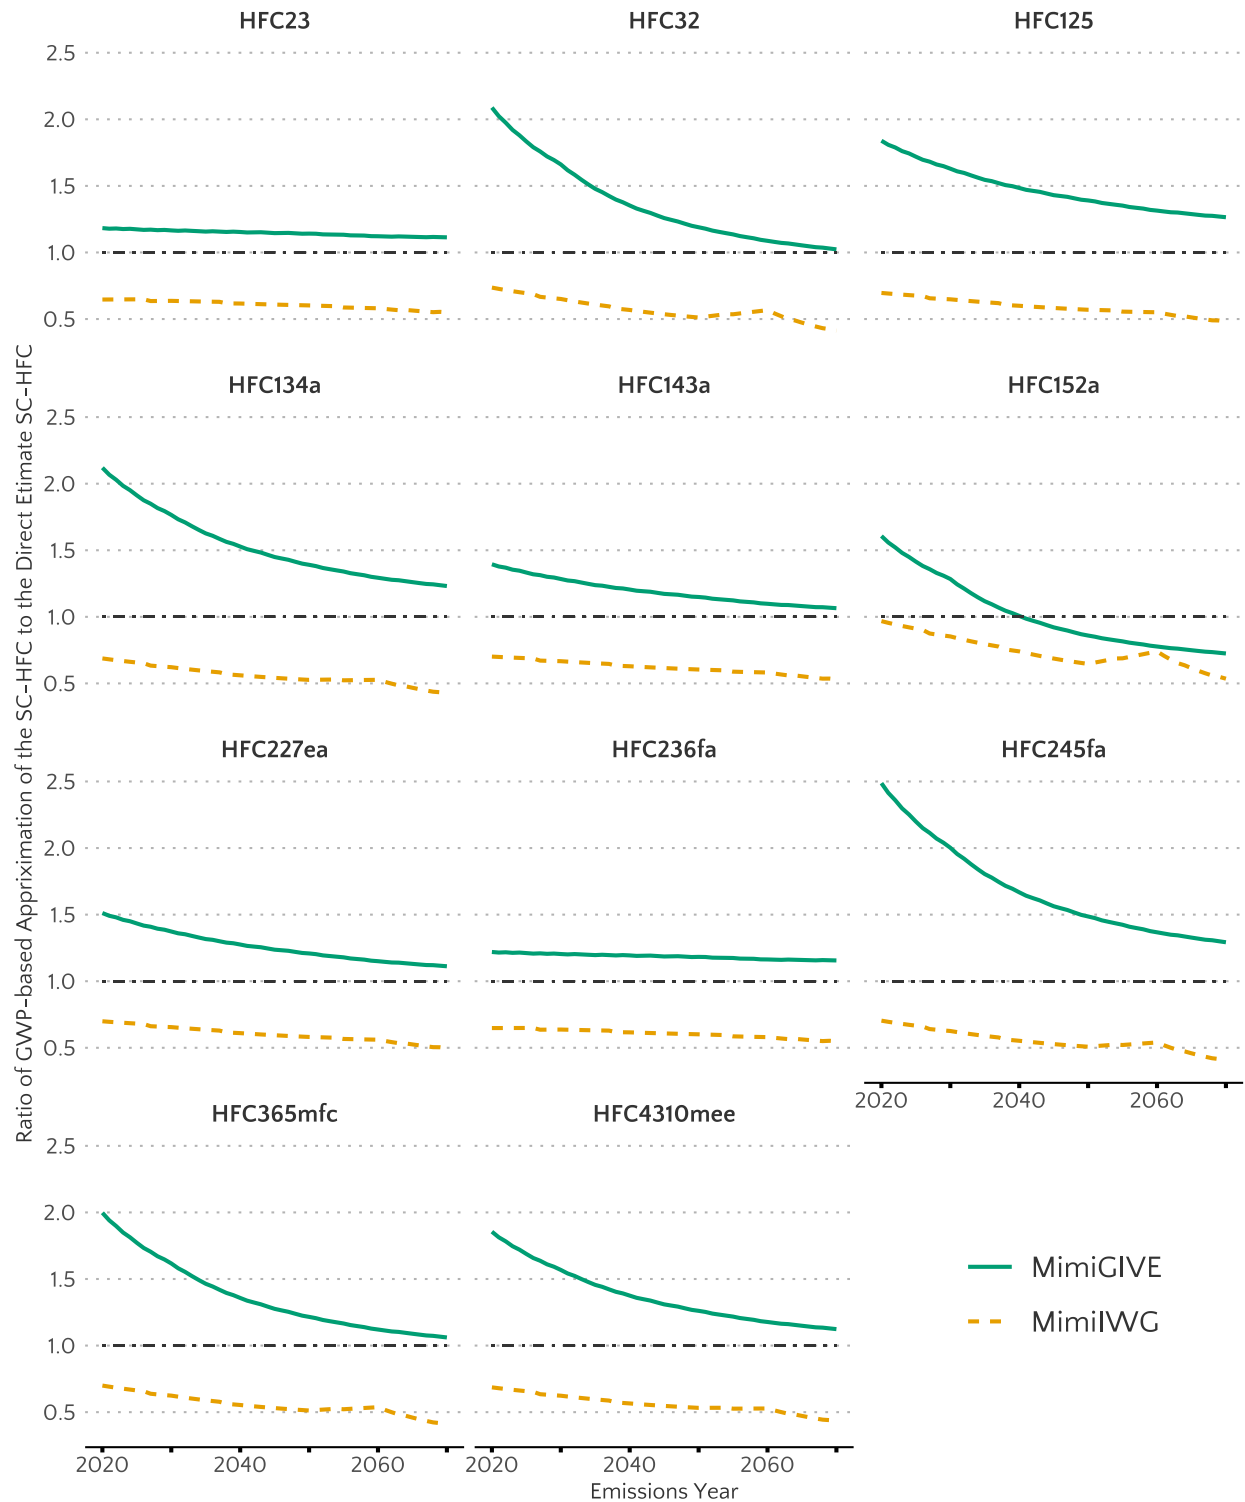 HFC23 HFC32 HFC125
2.5
2.0
1.5
1.0
0.5
HFC134a HFC143a HFC152a
2.5
2.0
1.5
1.0
0.5
HFC227ea HFC236fa HFC245fa
2.5
2.0
1.5
1.0
0.5
2020 2040 2060
HFC365mfc HFC4310mee
2.5
2.0
1.5
1.0
0.5
2020 2040 2060 2020 2040 2060
Emissions Year
Ratio of GWP-based Appriximation of the SC-HFC to the Direct Etimate SC-HFC
MimiGIVE
MimiIWG